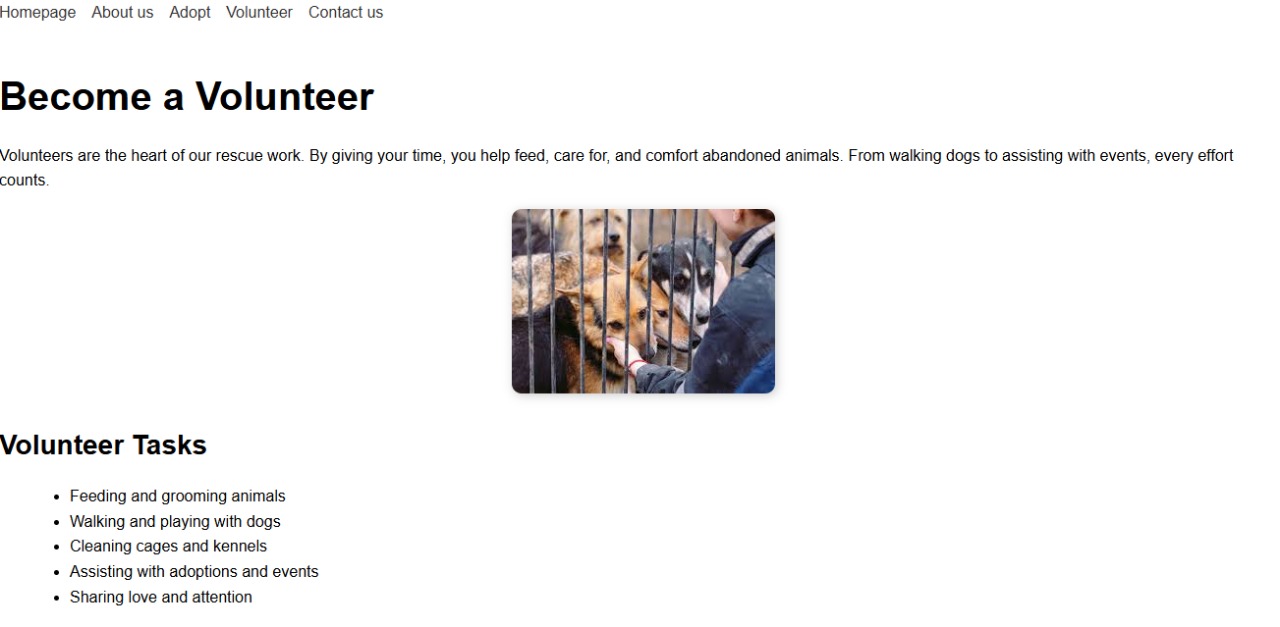 Homepage About us Adopt Volunteer Contact us
Become a Volunteer
Volunteers are the heart of our rescue work. By giving your time, you help feed, care for, and comfort abandoned animals. From walking dogs to assisting with events, every effort
counts.
Volunteer Tasks
Feeding and grooming animals
Walking and playing with dogs
Cleaning cages and kennels
Assisting with adoptions and events
Sharing love and attention